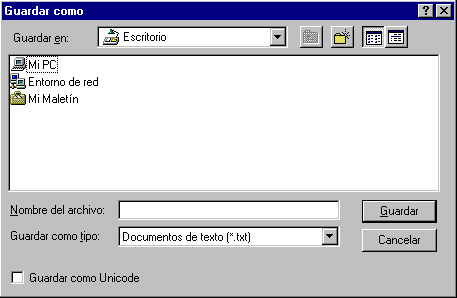 Guardar como
Guardar en: Escritorio
Mi PC
Entorno de red
Mi Maletín
Nombre del archivo: Guardar
Guardar como tipo: Documentos de texto (*.txt) Cancelar
Guardar como Unicode